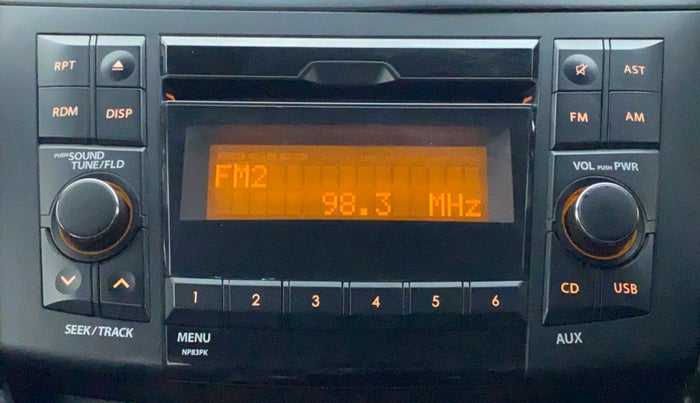 RPT
RDM
DISP
PUSH SOUND
TUNE/FLD
SEEK/TRACK
FM2
98.3 MHz
1 2 3 4 5 6
MENU
NP83PK
AST
FM
AM
VOL PUSH PWR
CD
USB
AUX